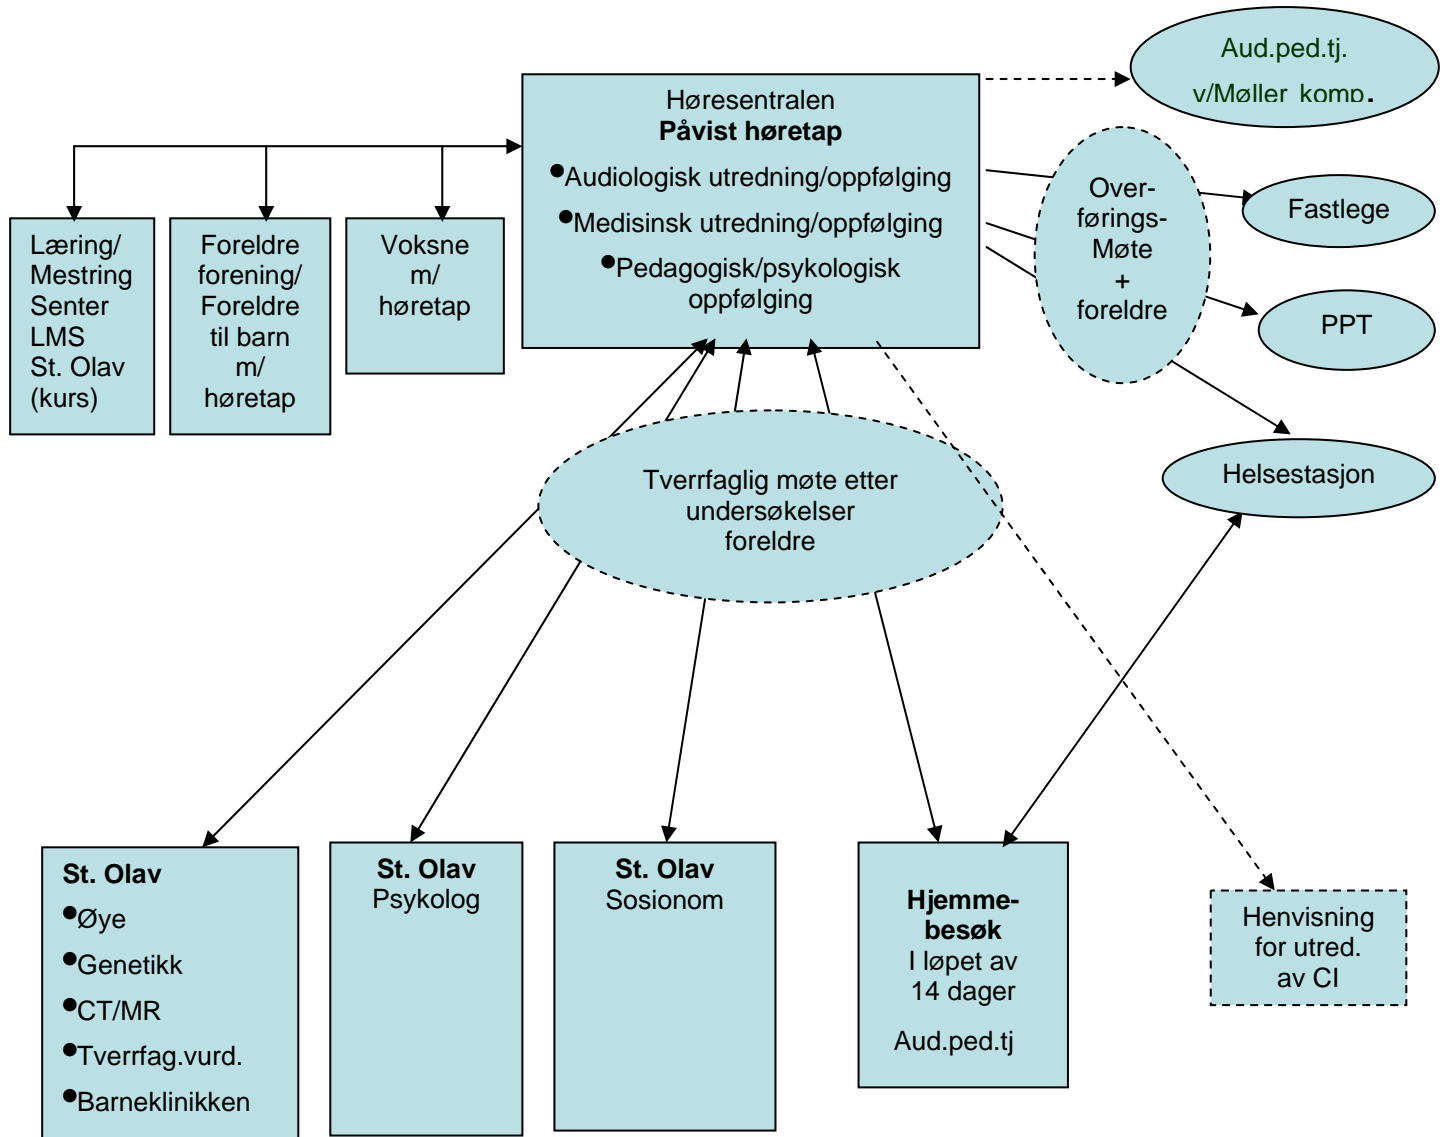 Aud.ped.tj.
v/Møller komp.
Høresentralen
Påvist høretap
•Audiologisk utredning/oppfølging
•Medisinsk utredning/oppfølging
•Pedagogisk/psykologisk
oppfølging
Over-
førings-
Møte
+
foreldre
Fastlege
PPT
Helsestasjon
Læring/
Mestring
Senter
LMS
St. Olav
(kurs)
Foreldre
forening/
Foreldre
til barn
m/
høretap
Voksne
m/
høretap
Tverrfaglig møte etter
undersøkelser
foreldre
St. Olav
•Øye
•Genetikk
•CT/MR
•Tverrfag.vurd.
•Barneklinikken
St. Olav
Psykolog
St. Olav
Sosionom
Hjemme-
besøk
I løpet av
14 dager
Aud.ped.tj
Henvisning
for utred.
av CI